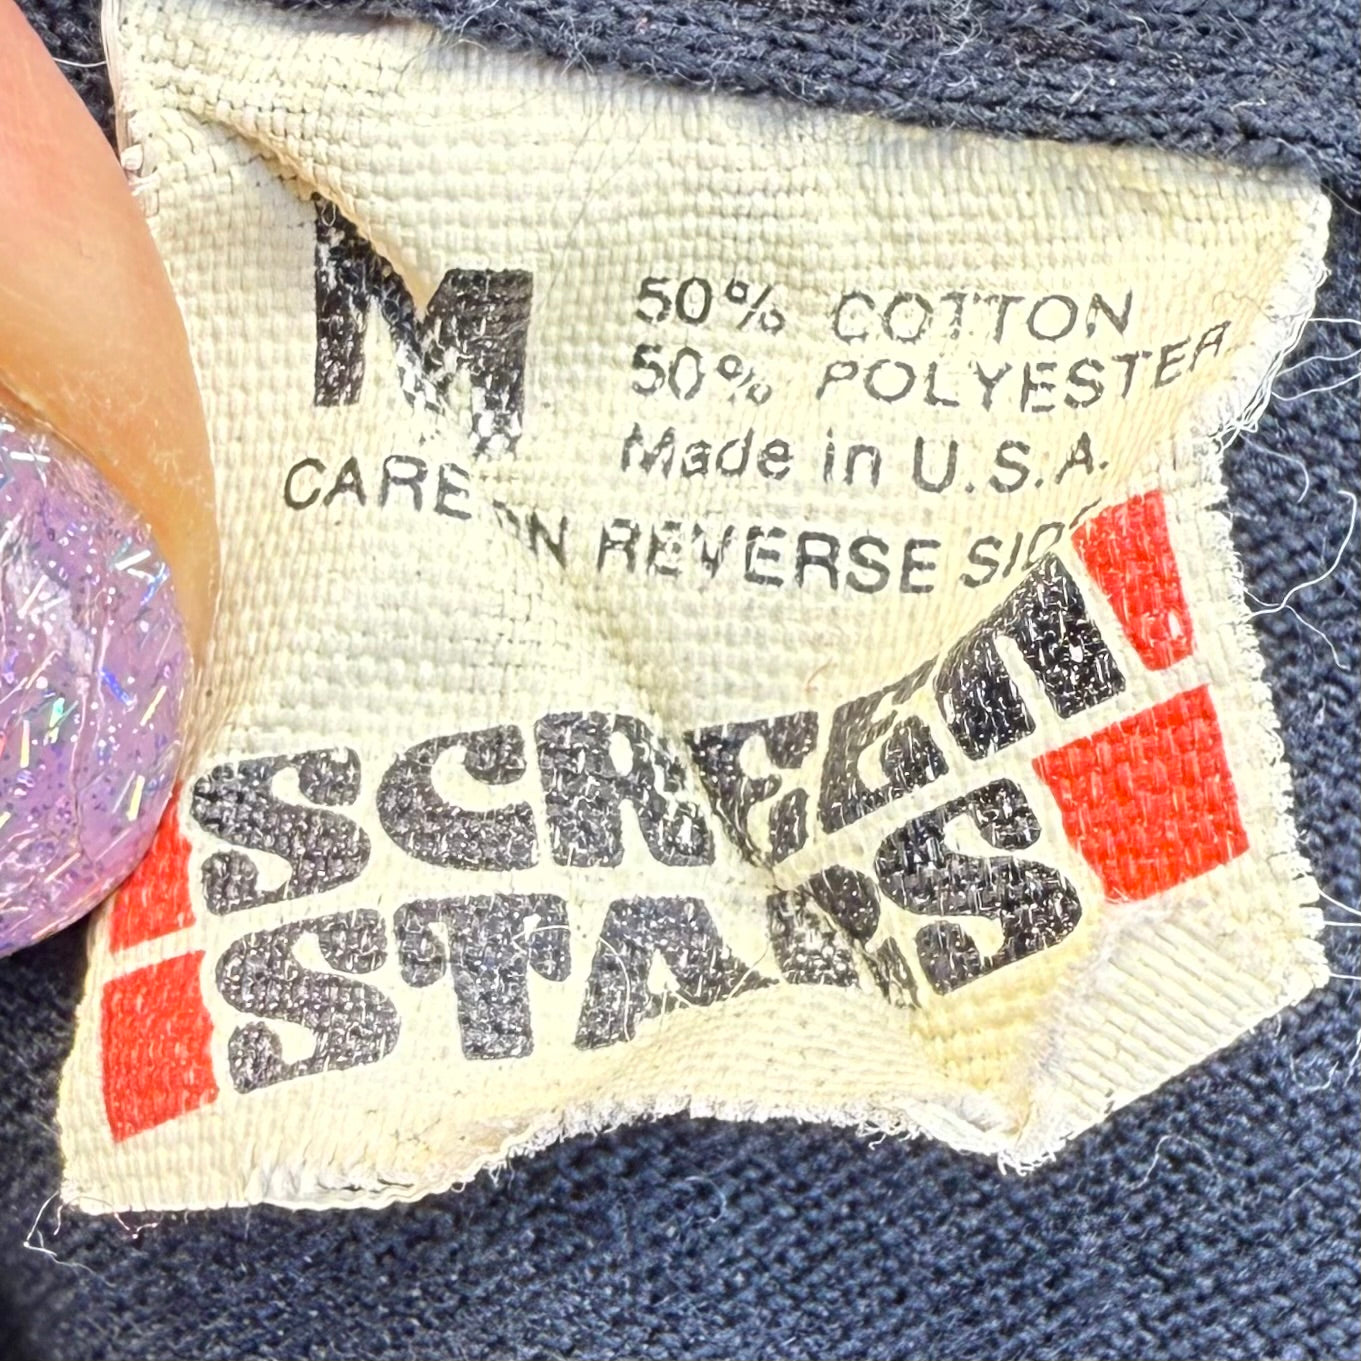 M
50% COTTON
50% POLYESTER
Made in U.S.A.
CARE ON REVERSE SIDE
SCREEN
STARS